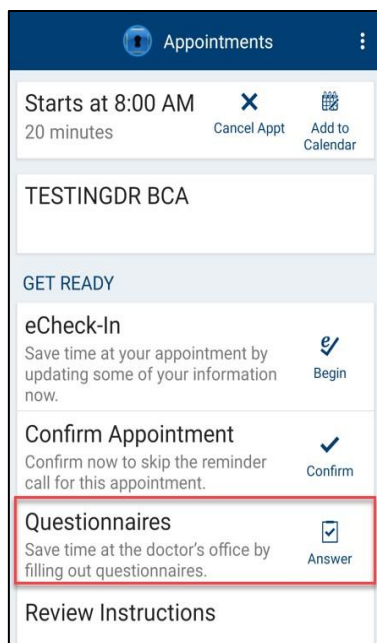 Appointments
Starts at 8:00 AM
20 minutes
Cancel Appt
Add to
Calendar
TESTINGDR BCA
GET READY
eCheck-In
Save time at your appointment by
updating some of your information
now.
Begin
Confirm Appointment
Confirm now to skip the reminder
call for this appointment.
Confirm
Questionnaires
Save time at the doctor's office by
filling out questionnaires.
Answer
Review Instructions